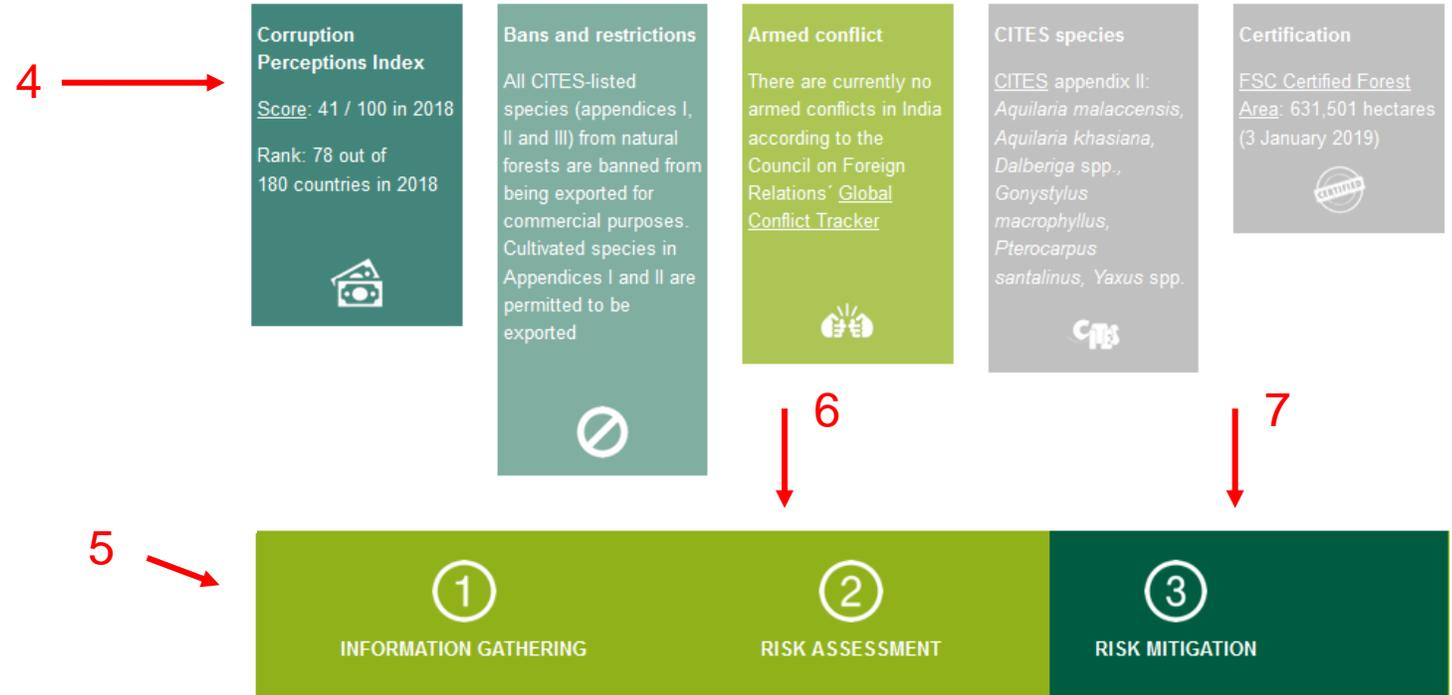 4
Corruption
Perceptions Index
Score: 41 / 100 in 2018
Rank: 78 out of
180 countries in 2018
Bans and restrictions
All CITES-listed
species (appendices I,
II and III) from natural
forests are banned from
being exported for
commercial purposes.
Cultivated species in
Appendices I and II are
permitted to be
exported
Armed conflict
There are currently no
armed conflicts in India
according to the
Council on Foreign
Relations´ Global
Conflict Tracker
CITES species
CITES appendix II:
Aquilaria malaccensis,
Aquilaria khasiana,
Dalberiga spp.,
Gonystylus
macrophyllus,
Pterocarpus
santalinus, Yaxus spp.
CITES
Certification
FSC Certified Forest
Area: 631,501 hectares
(3 January 2019)
CERTIFIED
6
7
5
1
INFORMATION GATHERING
2
RISK ASSESSMENT
3
RISK MITIGATION